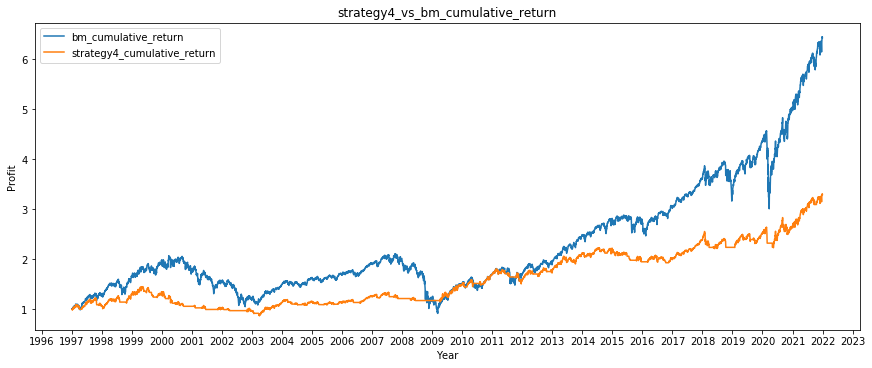 strategy4_vs_bm_cumulative_return
bm_cumulative_return
strategy4_cumulative_return
Profit
6
5
4
3
2
1
1996 1997 1998 1999 2000 2001 2002 2003 2004 2005 2006 2007 2008 2009 2010 2011 2012 2013 2014 2015 2016 2017 2018 2019 2020 2021 2022 2023
Year